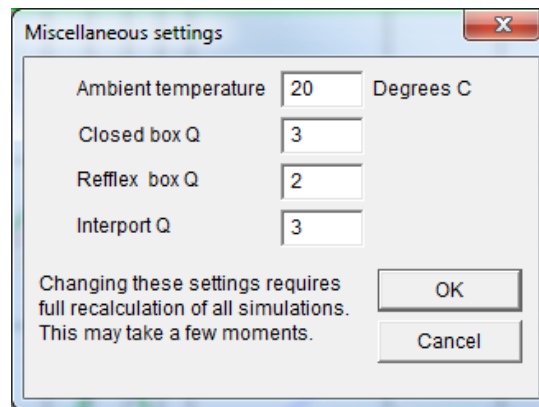 Miscellaneous settings
Ambient temperature 20 Degrees C
Closed box Q 3
Refflex box Q 2
Interport Q 3
Changing these settings requires
full recalculation of all simulations.
This may take a few moments.
OK
Cancel